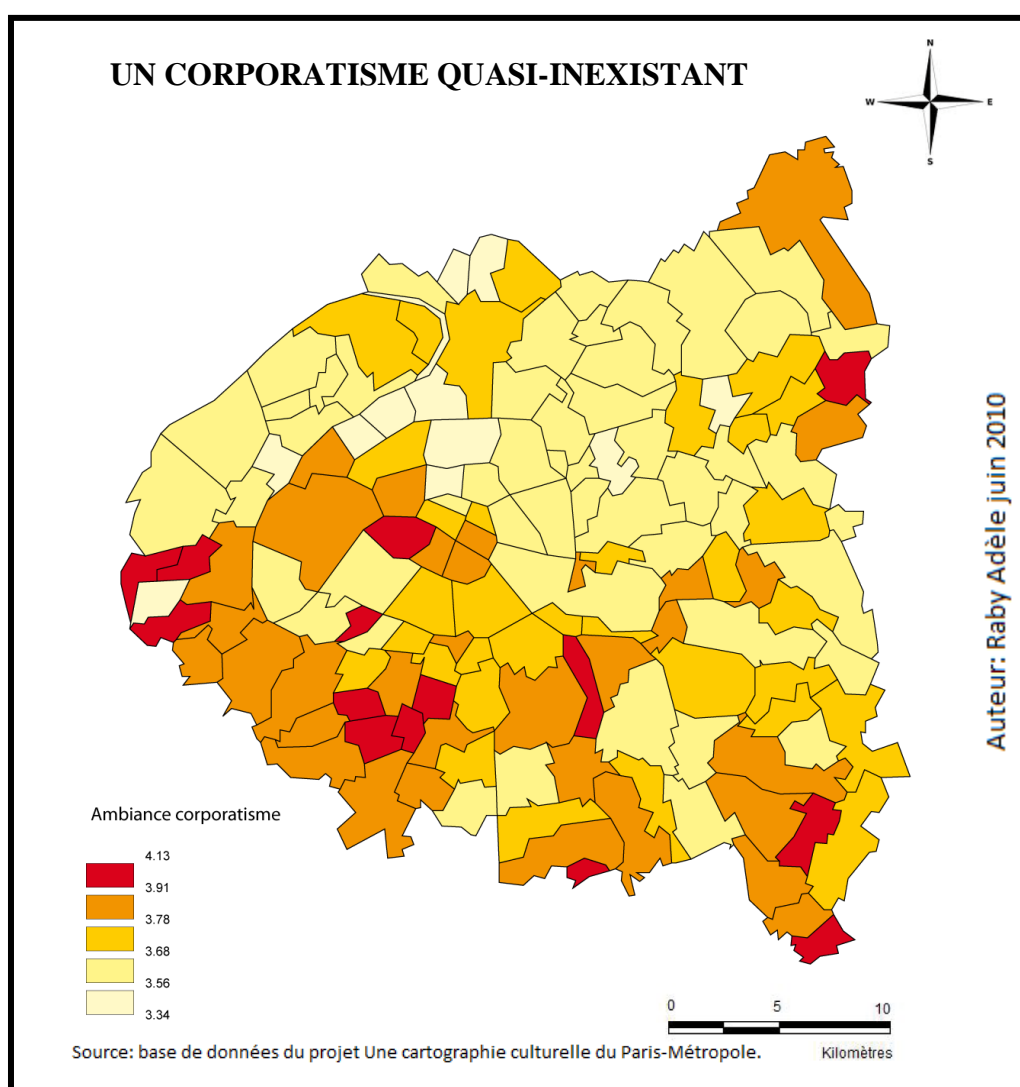 UN CORPORATISME QUASI-INEXISTANT
N
W
E
S
Auteur: Raby Adèle juin 2010
Ambiance corporatisme
4.13
3.91
3.78
3.68
3.56
3.34
0
5
10
Kilomètres
Source: base de données du projet Une cartographie culturelle du Paris-Métropole.